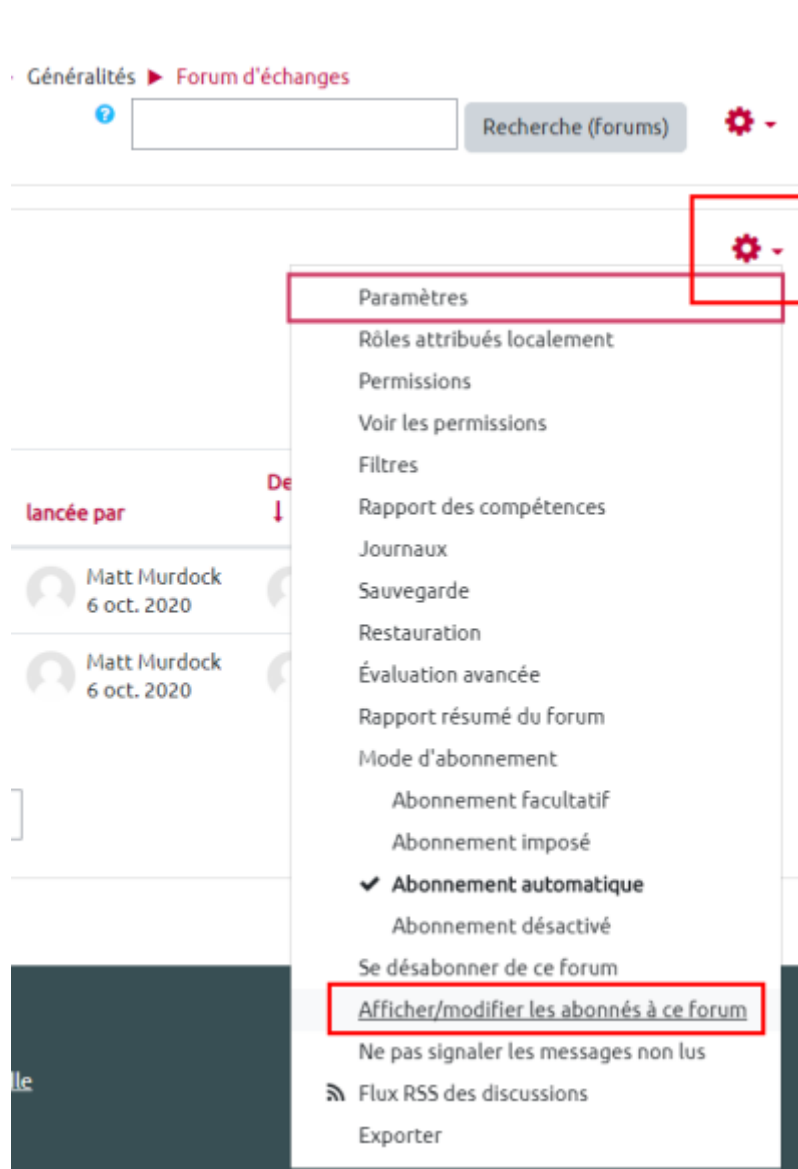 Généralités ▶ Forum d'échanges
Recherche (forums)
Paramètres
Rôles attribués localement
Permissions
Voir les permissions
Filtres
De
lancée par
Rapport des compétences
Journaux
Matt Murdock
6 oct. 2020
Sauvegarde
Restauration
Matt Murdock
6 oct. 2020
Évaluation avancée
Rapport résumé du forum
Mode d'abonnement
Abonnement facultatif
Abonnement imposé
✔ Abonnement automatique
Abonnement désactivé
Se désabonner de ce forum
Afficher/modifier les abonnés à ce forum
Ne pas signaler les messages non lus
lle
Flux RSS des discussions
Exporter